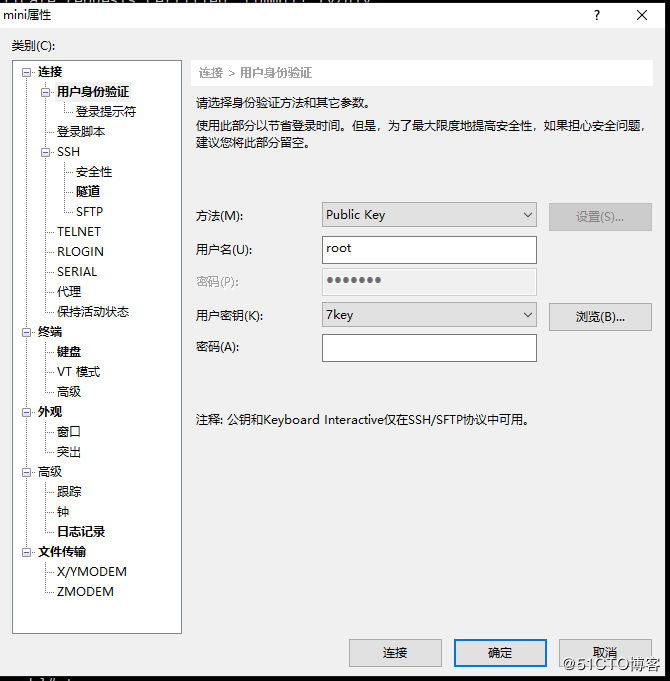 mini属性
类别(C):
连接
用户身份验证
登录提示符
登录脚本
SSH
安全性
隧道
SFTP
TELNET
RLOGIN
SERIAL
代理
保持活动状态
终端
键盘
VT 模式
高级
外观
窗口
突出
高级
跟踪
钟
日志记录
文件传输
X/YMODEM
ZMODEM
连接 > 用户身份验证
请选择身份验证方法和其它参数。
使用此部分以节省登录时间。但是，为了最大限度地提高安全性，如果担心安全问题，
建议您将此部分留空。
方法(M):
Public Key
设置(S)...
用户名(U):
root
密码(P):
用户密钥(K):
7key
浏览(B)...
密码(A):
注释: 公钥和Keyboard Interactive仅在SSH/SFTP协议中可用。
连接
确定
取消
@51CTO博客